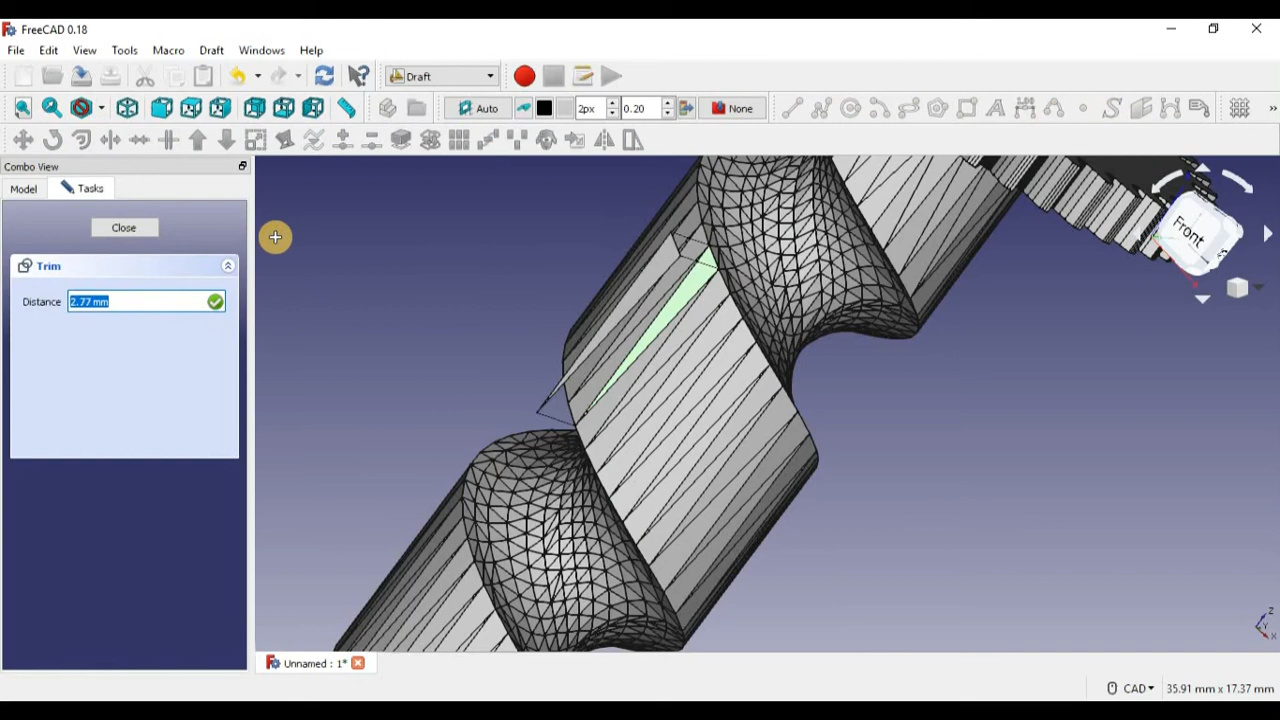 FreeCAD 0.18
File Edit View Tools Macro Draft Windows Help
Draft
Auto 2px 0.20 None »
Combo View
Model Tasks
Close
Trim
Distance 2.77 mm
Front
Z
Y
X
Unnamed : 1*
CAD 35.91 mm x 17.37 mm